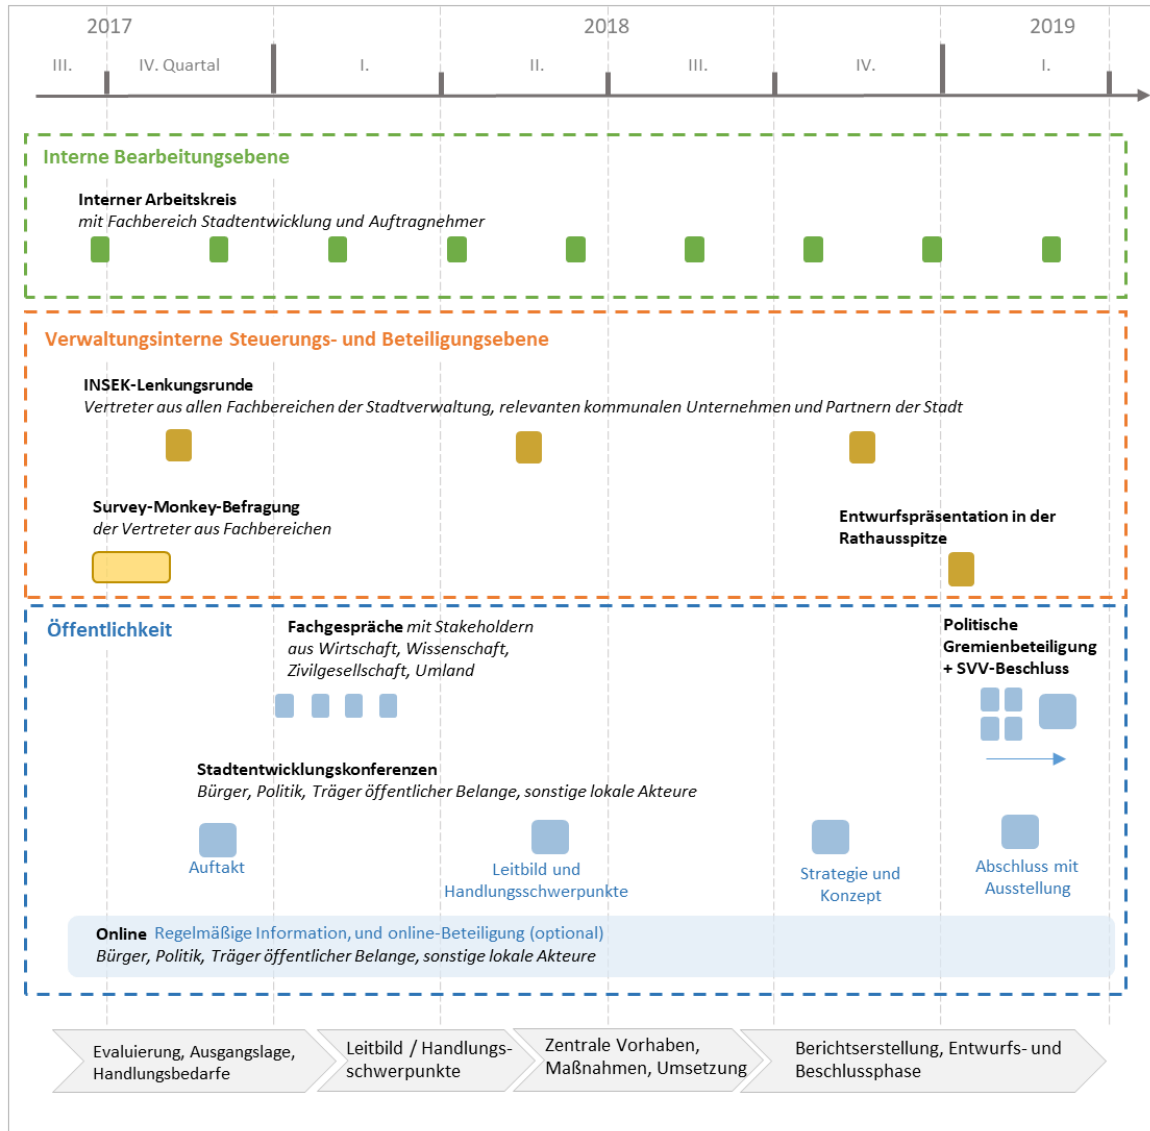 2017
2018
2019
III.
IV. Quartal
I.
II.
III.
IV.
I.
Interne Bearbeitungsebene
Interner Arbeitskreis
mit Fachbereich Stadtentwicklung und Auftragnehmer
Verwaltungsinterne Steuerungs- und Beteiligungsebene
INSEK-Lenkungsrunde
Vertreter aus allen Fachbereichen der Stadtverwaltung, relevanten kommunalen Unternehmen und Partnern der Stadt
Survey-Monkey-Befragung
der Vertreter aus Fachbereichen
Entwurfspräsentation in der
Rathausspitze
Öffentlichkeit
Fachgespräche mit Stakeholdern
aus Wirtschaft, Wissenschaft,
Zivilgesellschaft, Umland
Politische
Gremienbeteiligung
+ SVV-Beschluss
Stadtentwicklungskonferenzen
Bürger, Politik, Träger öffentlicher Belange, sonstige lokale Akteure
Auftakt
Leitbild und
Handlungsschwerpunkte
Strategie und
Konzept
Abschluss mit
Ausstellung
Online Regelmäßige Information, und online-Beteiligung (optional)
Bürger, Politik, Träger öffentlicher Belange, sonstige lokale Akteure
Evaluierung, Ausgangslage,
Handlungsbedarfe
Leitbild / Handlungs-
schwerpunkte
Zentrale Vorhaben,
Maßnahmen, Umsetzung
Berichtserstellung, Entwurfs- und
Beschlussphase